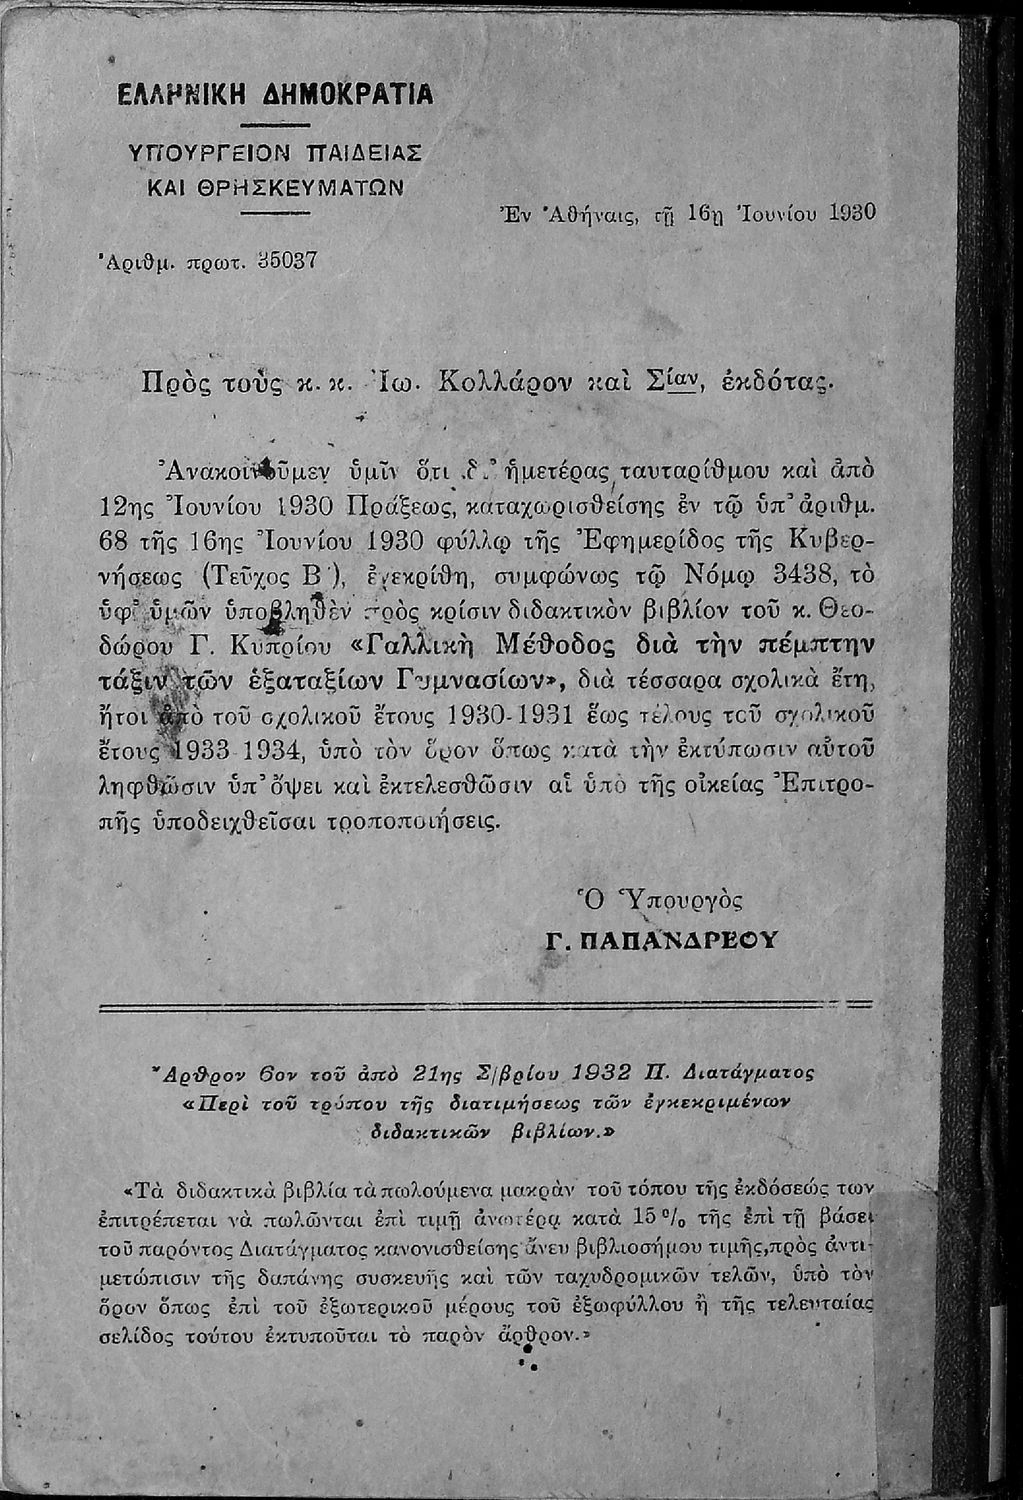 ΕΛΛΗΝΙΚΗ ΔΗΜΟΚΡΑΤΙΑ
ΥΠΟΥΡΓΕΙΟΝ ΠΑΙΔΕΙΑΣ
ΚΑΙ ΘΡΗΣΚΕΥΜΑΤΩΝ
Ἐν Ἀθήναις, τῇ 16ῃ Ἰουνίου 1930
Ἀριθμ. πρωτ. 35037
Πρὸς τοὺς κ. κ. Ἰω. Κολλάρον καὶ Σίαν, ἐκδότας.
Ἀνακοινοῦμεν ὑμῖν ὅτι δι' ἡμετέρας ταυταρίθμου καὶ ἀπὸ
12ης Ἰουνίου 1930 Πράξεως, καταχωρισθείσης ἐν τῷ ὑπ' ἀριθμ.
68 τῆς 16ης Ἰουνίου 1930 φύλλῳ τῆς Ἐφημερίδος τῆς Κυβερ-
νήσεως (Τεῦχος Β'), ἐνεκρίθη, συμφώνως τῷ Νόμῳ 3438, τὸ
ὑφ' ὑμῶν ὑποβληθὲν πρὸς κρίσιν διδακτικὸν βιβλίον τοῦ κ. Θεο-
δώρου Γ. Κυπρίου «Γαλλικὴ Μέθοδος διὰ τὴν πέμπτην
τάξιν τῶν ἑξαταξίων Γυμνασίων», διὰ τέσσαρα σχολικὰ ἔτη,
ἤτοι ἀπὸ τοῦ σχολικοῦ ἔτους 1930-1931 ἕως τέλους τοῦ σχολικοῦ
ἔτους 1933 1934, ὑπὸ τὸν ὅρον ὅπως κατὰ τὴν ἐκτύπωσιν αὐτοῦ
ληφθῶσιν ὑπ' ὄψει καὶ ἐκτελεσθῶσιν αἱ ὑπὸ τῆς οἰκείας Ἐπιτρο-
πῆς ὑποδειχθεῖσαι τροποποιήσεις.
Ὁ Ὑπουργὸς
Γ. ΠΑΠΑΝΔΡΕΟΥ
Ἄρθρον 6ον τοῦ ἀπὸ 21ης Σ/βρίου 1932 Π. Διατάγματος
«Περὶ τοῦ τρόπου τῆς διατιμήσεως τῶν ἐγκεκριμένων
διδακτικῶν βιβλίων.»
«Τὰ διδακτικὰ βιβλία τὰ πωλούμενα μακρὰν τοῦ τόπου τῆς ἐκδόσεώς των
ἐπιτρέπεται νὰ πωλῶνται ἐπὶ τιμῇ ἀνωτέρᾳ κατὰ 15 % τῆς ἐπὶ τῇ βάσει
τοῦ παρόντος Διατάγματος κανονισθείσης ἄνευ βιβλιοσήμου τιμῆς, πρὸς ἀντι-
μετώπισιν τῆς δαπάνης συσκευῆς καὶ τῶν ταχυδρομικῶν τελῶν, ὑπὸ τὸν
ὅρον ὅπως ἐπὶ τοῦ ἐξωτερικοῦ μέρους τοῦ ἐξωφύλλου ἢ τῆς τελευταίας
σελίδος τούτου ἐκτυποῦται τὸ παρὸν ἄρθρον.»